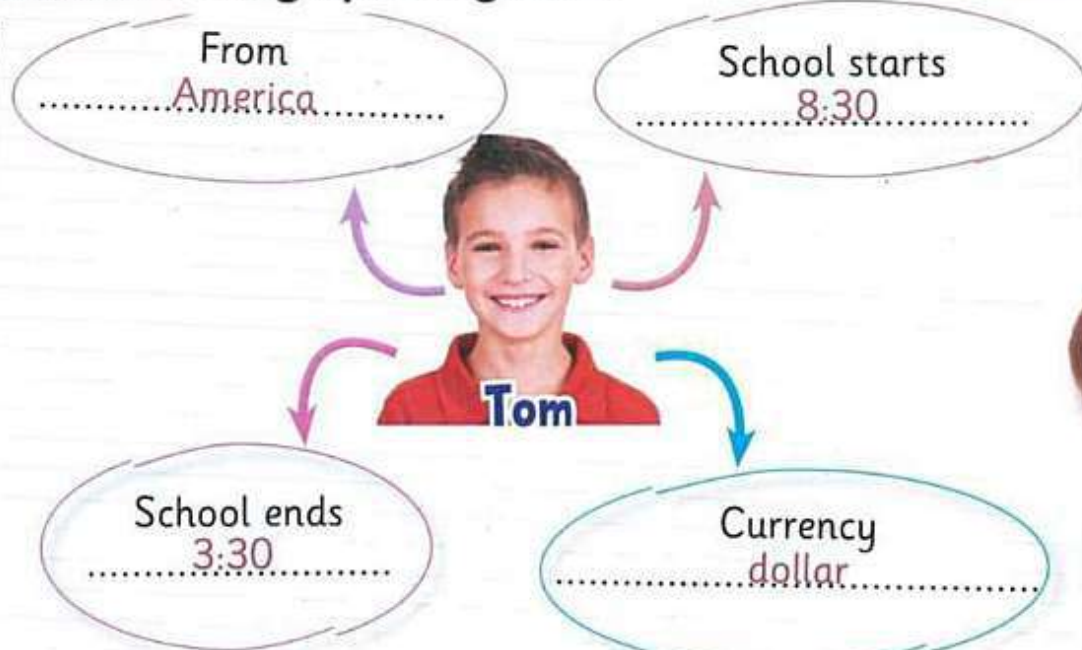 From
America
School starts
8:30
Tom
School ends
3:30
Currency
dollar